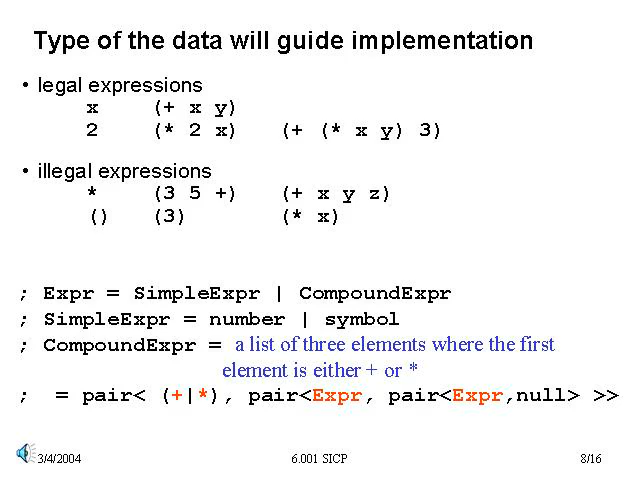 Type of the data will guide implementation
• legal expressions
x (+ x y)
2 (* 2 x) (+ (* x y) 3)
• illegal expressions
* (3 5 +) (+ x y z)
() (3) (* x)
; Expr = SimpleExpr | CompoundExpr
; SimpleExpr = number | symbol
; CompoundExpr = a list of three elements where the first
element is either + or *
; = pair< (+|*), pair<Expr, pair<Expr,null> >>
3/4/2004 6.001 SICP 8/16